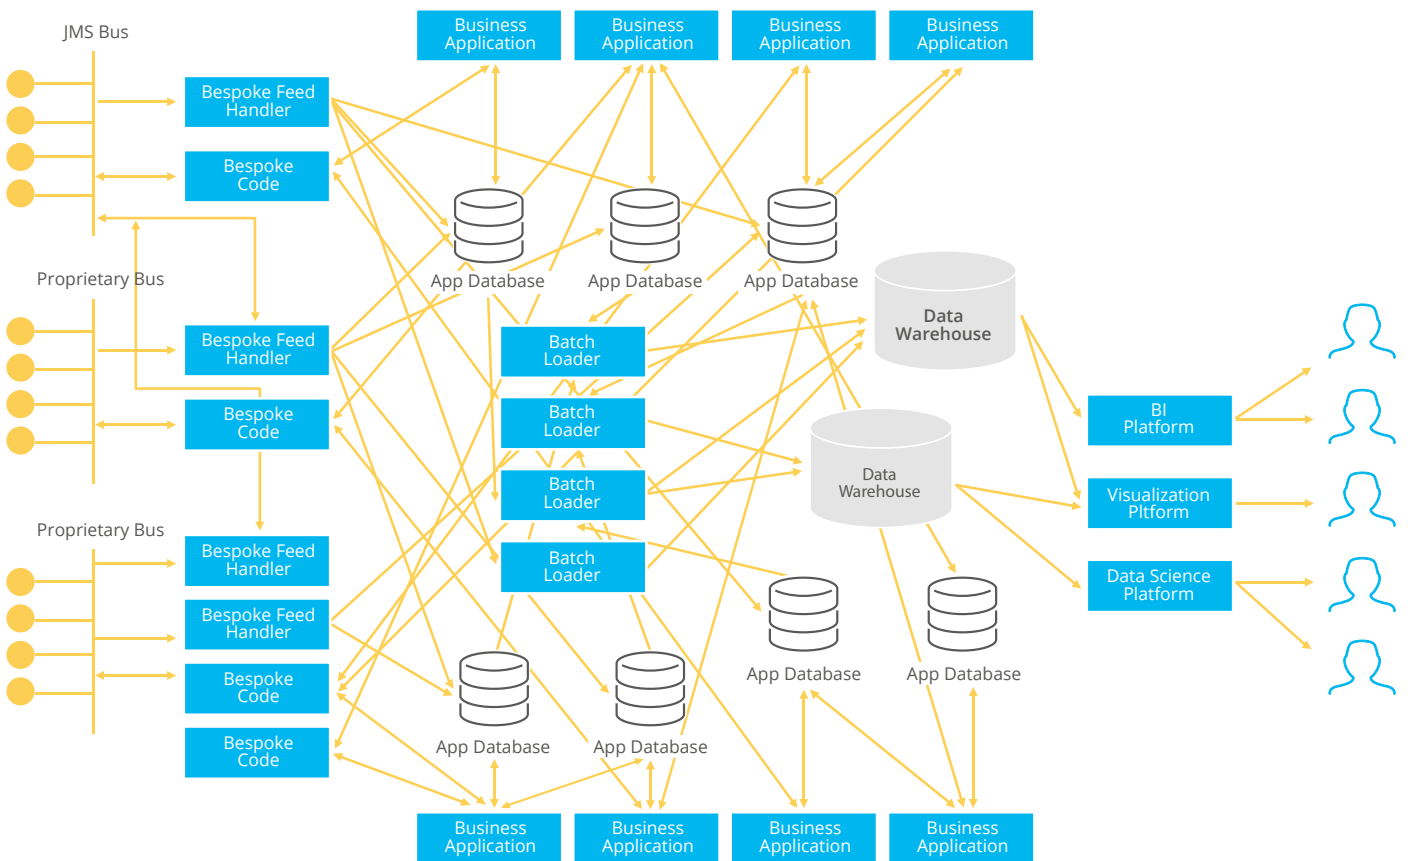 JMS Bus
Bespoke Feed
Handler
Bespoke
Code
Proprietary Bus
Bespoke Feed
Handler
Bespoke
Code
Proprietary Bus
Bespoke Feed
Handler
Bespoke Feed
Handler
Bespoke
Code
Bespoke
Code
Business
Application
Business
Application
Business
Application
Business
Application
App Database
App Database
App Database
Batch
Loader
Batch
Loader
Batch
Loader
Batch
Loader
Data
Warehouse
Data
Warehouse
App Database
App Database
App Database
App Database
Business
Application
Business
Application
Business
Application
Business
Application
BI
Platform
Visualization
Pltform
Data Science
Platform